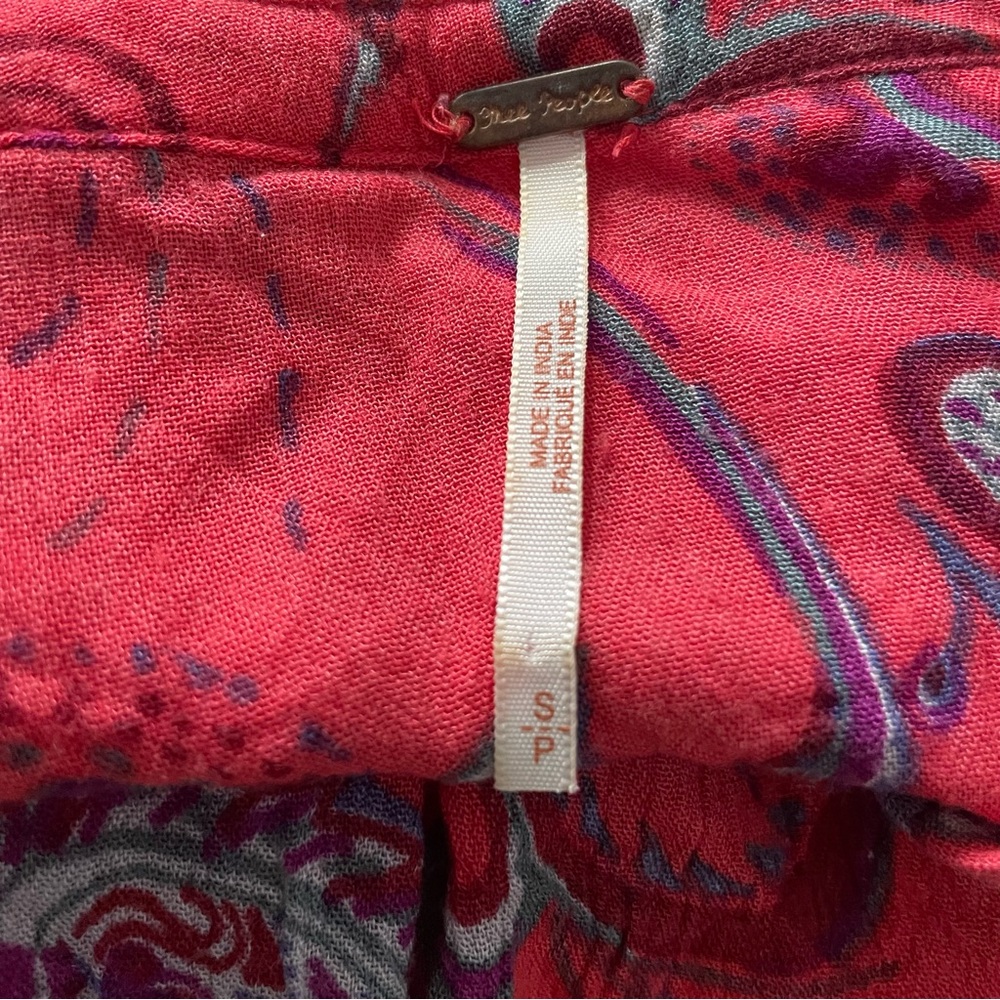 Free People
MADE IN INDIA
FABRIQUÉ EN INDE
S
P